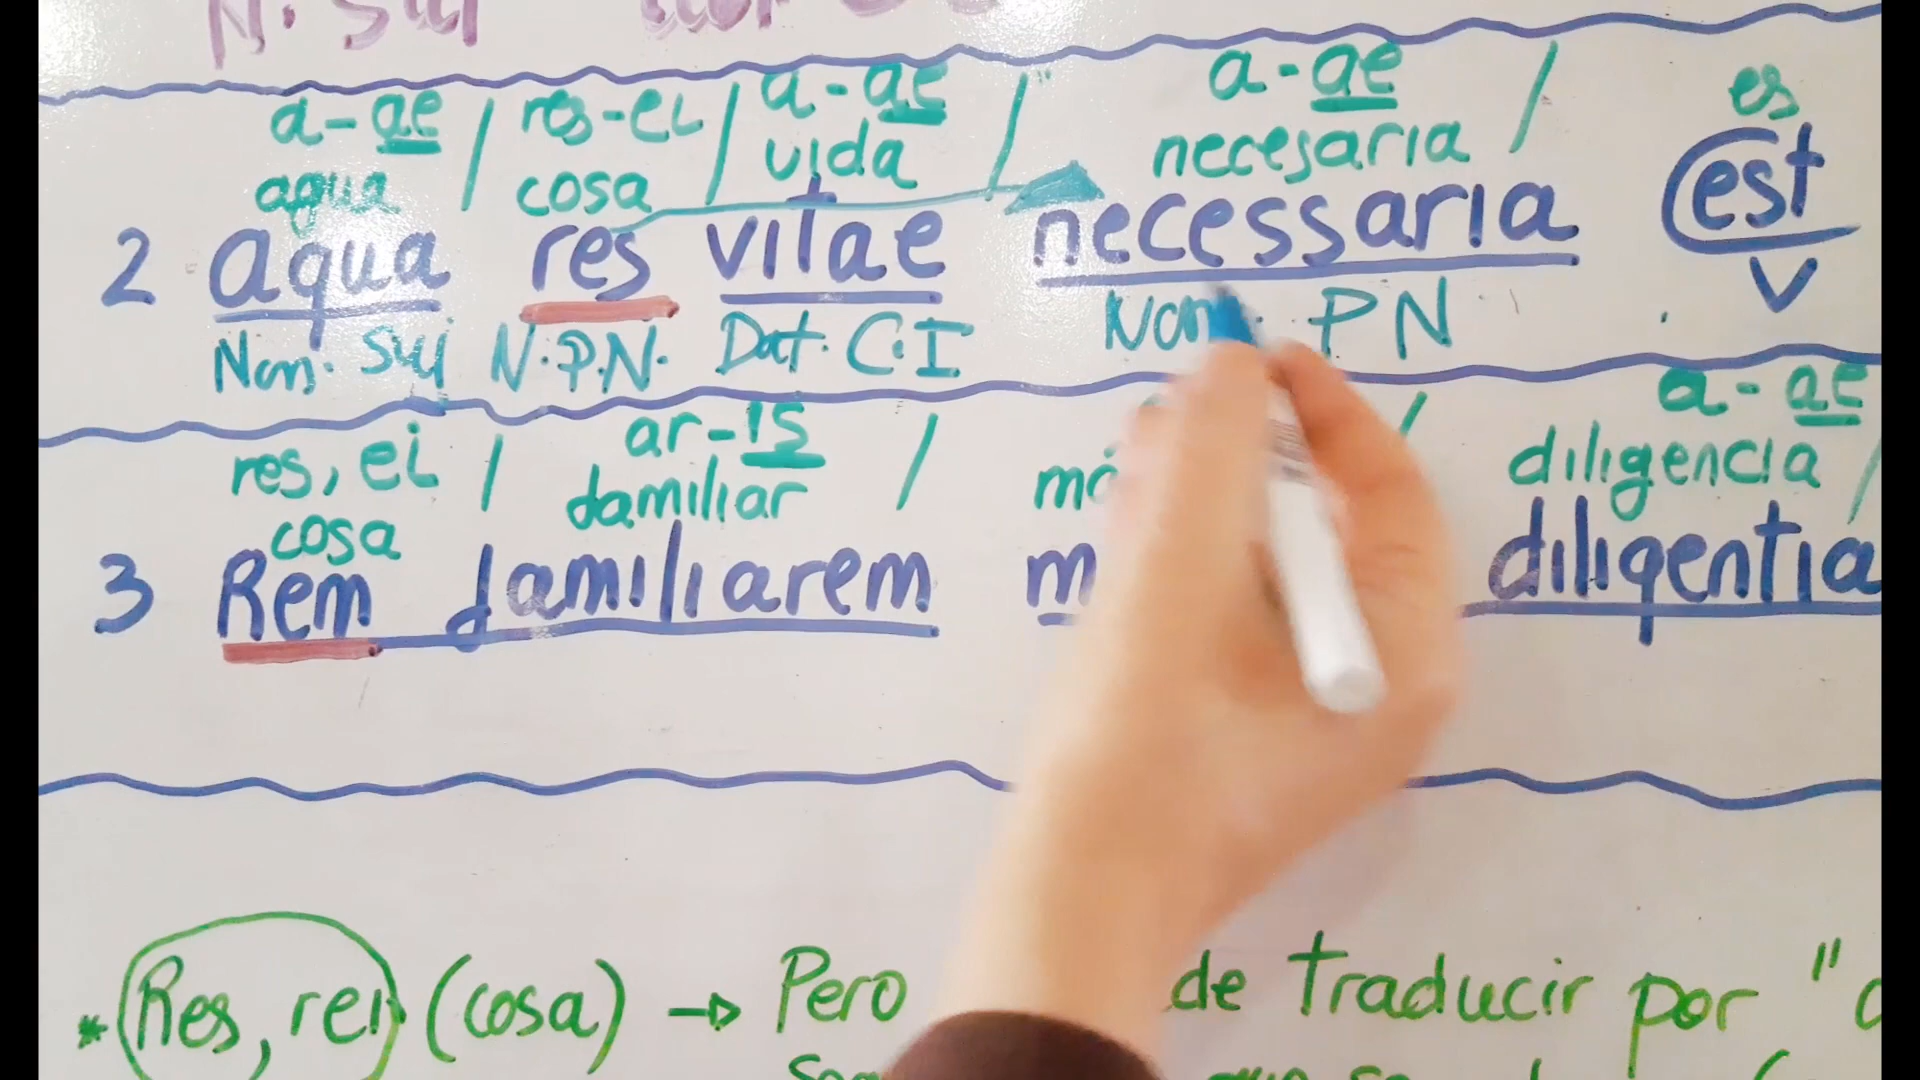 N. Suj
a-ae / res-ei / a-ae / a-ae / es
agua cosa vida necesaria
2 aqua res vitae necessaria est
Nom. Suj N.P.N. Dat. C.I Nom. PN V
res, ei / ar-is / / a-ae /
cosa familiar diligencia
3 Rem familiarem diligentia
* Res, rei (cosa) → Pero de traducir por "